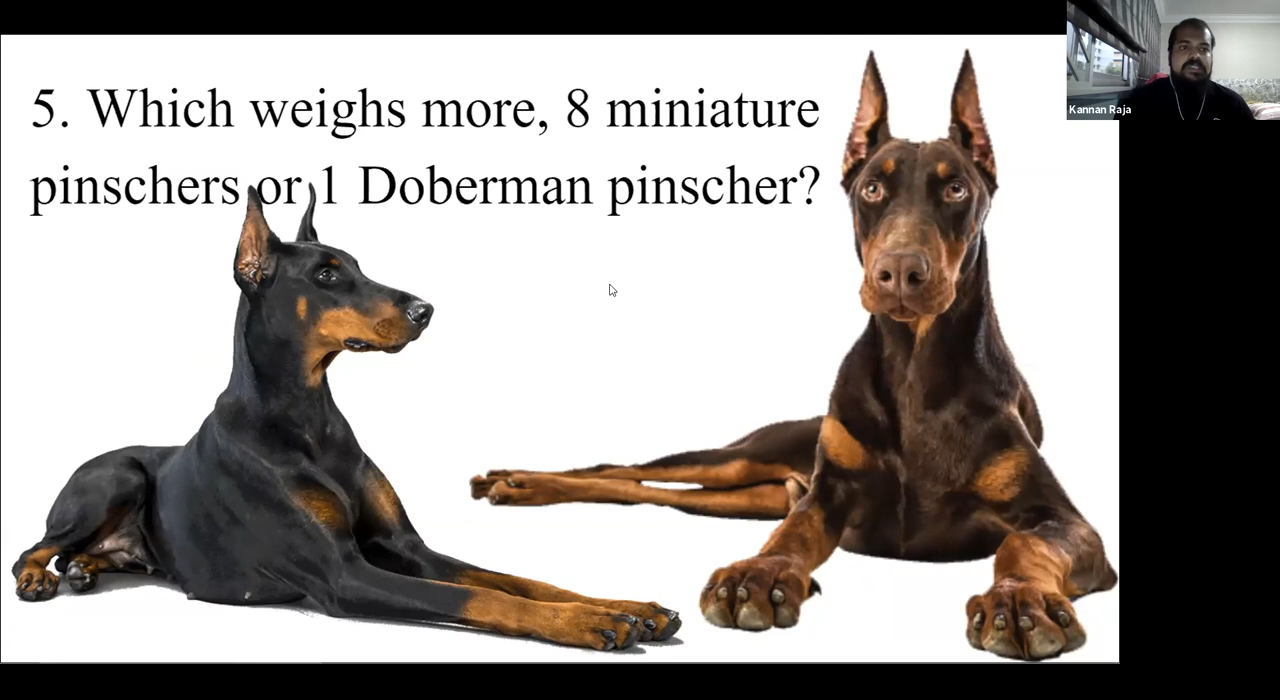 5. Which weighs more, 8 miniature
pinschers or 1 Doberman pinscher?
Kannan Raja